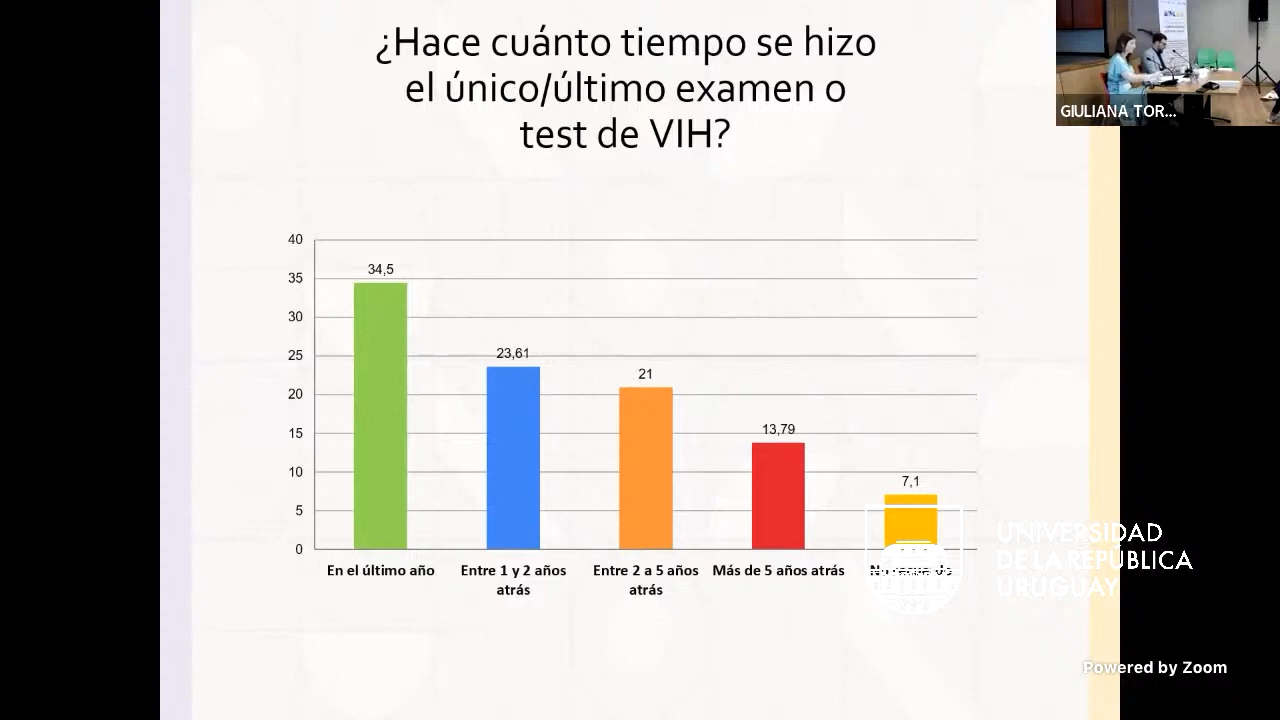 ¿Hace cuánto tiempo se hizo
el único/último examen o
test de VIH?
GIULIANA TOR...
40
35
30
25
20
15
10
5
0
34,5
23,61
21
13,79
7,1
En el último año
Entre 1 y 2 años
atrás
Entre 2 a 5 años
atrás
Más de 5 años atrás
UNIVERSIDAD
DE LA REPÚBLICA
URUGUAY
Powered by Zoom